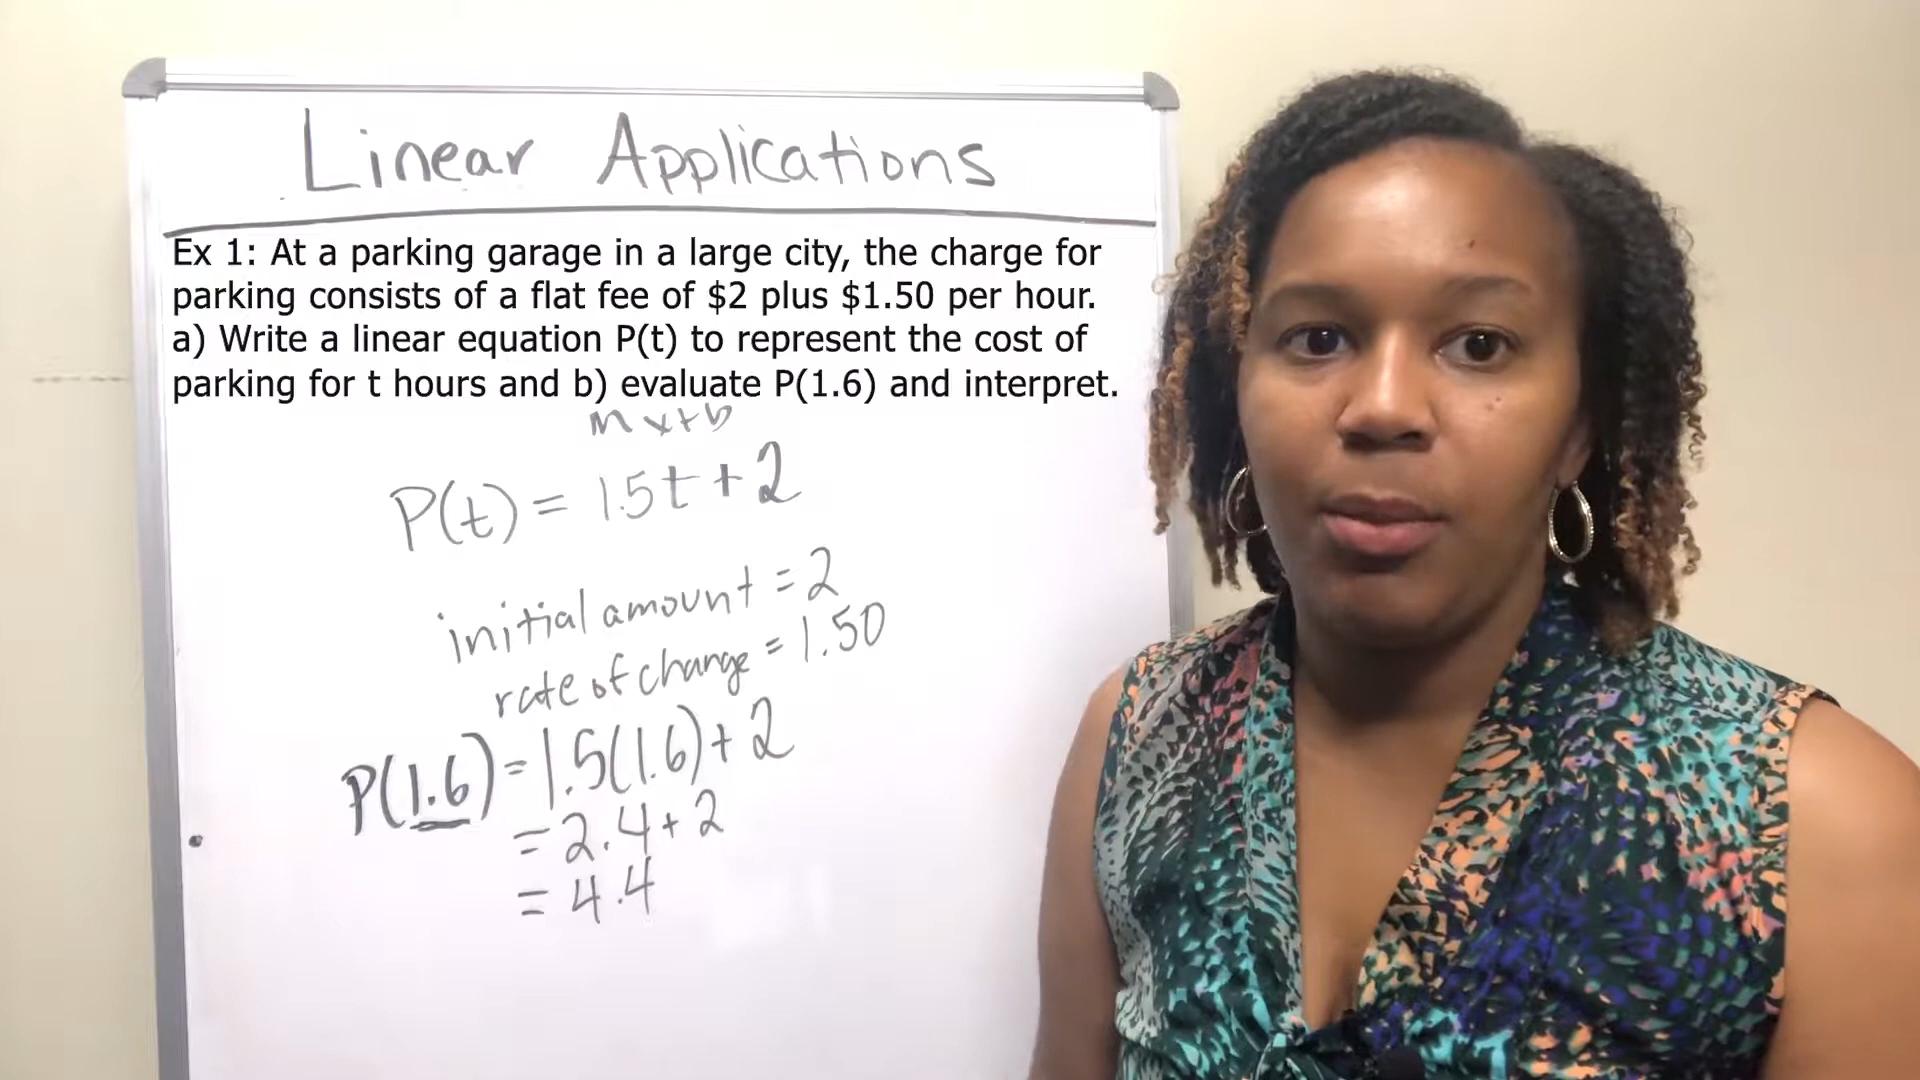 Linear Applications
Ex 1: At a parking garage in a large city, the charge for
parking consists of a flat fee of $2 plus $1.50 per hour.
a) Write a linear equation P(t) to represent the cost of
parking for t hours and b) evaluate P(1.6) and interpret.
mx+b
P(t) = 1.5t + 2
initial amount = 2
rate of change = 1.50
P(1.6) = 1.5(1.6) + 2
= 2.4 + 2
= 4.4